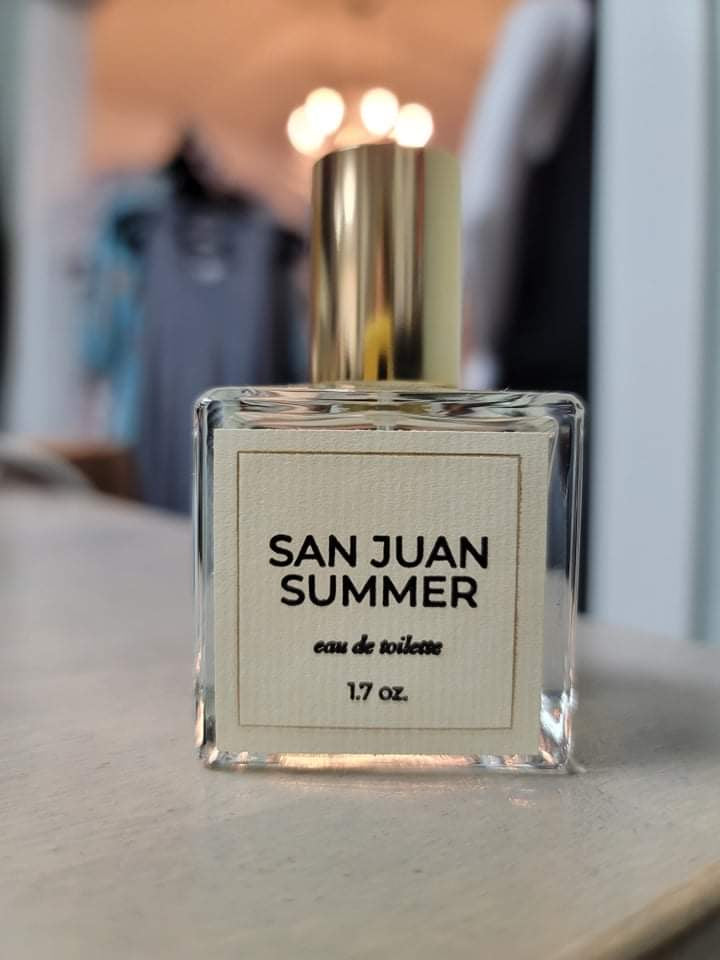 SAN JUAN
SUMMER
eau de toilette
1.7 oz.